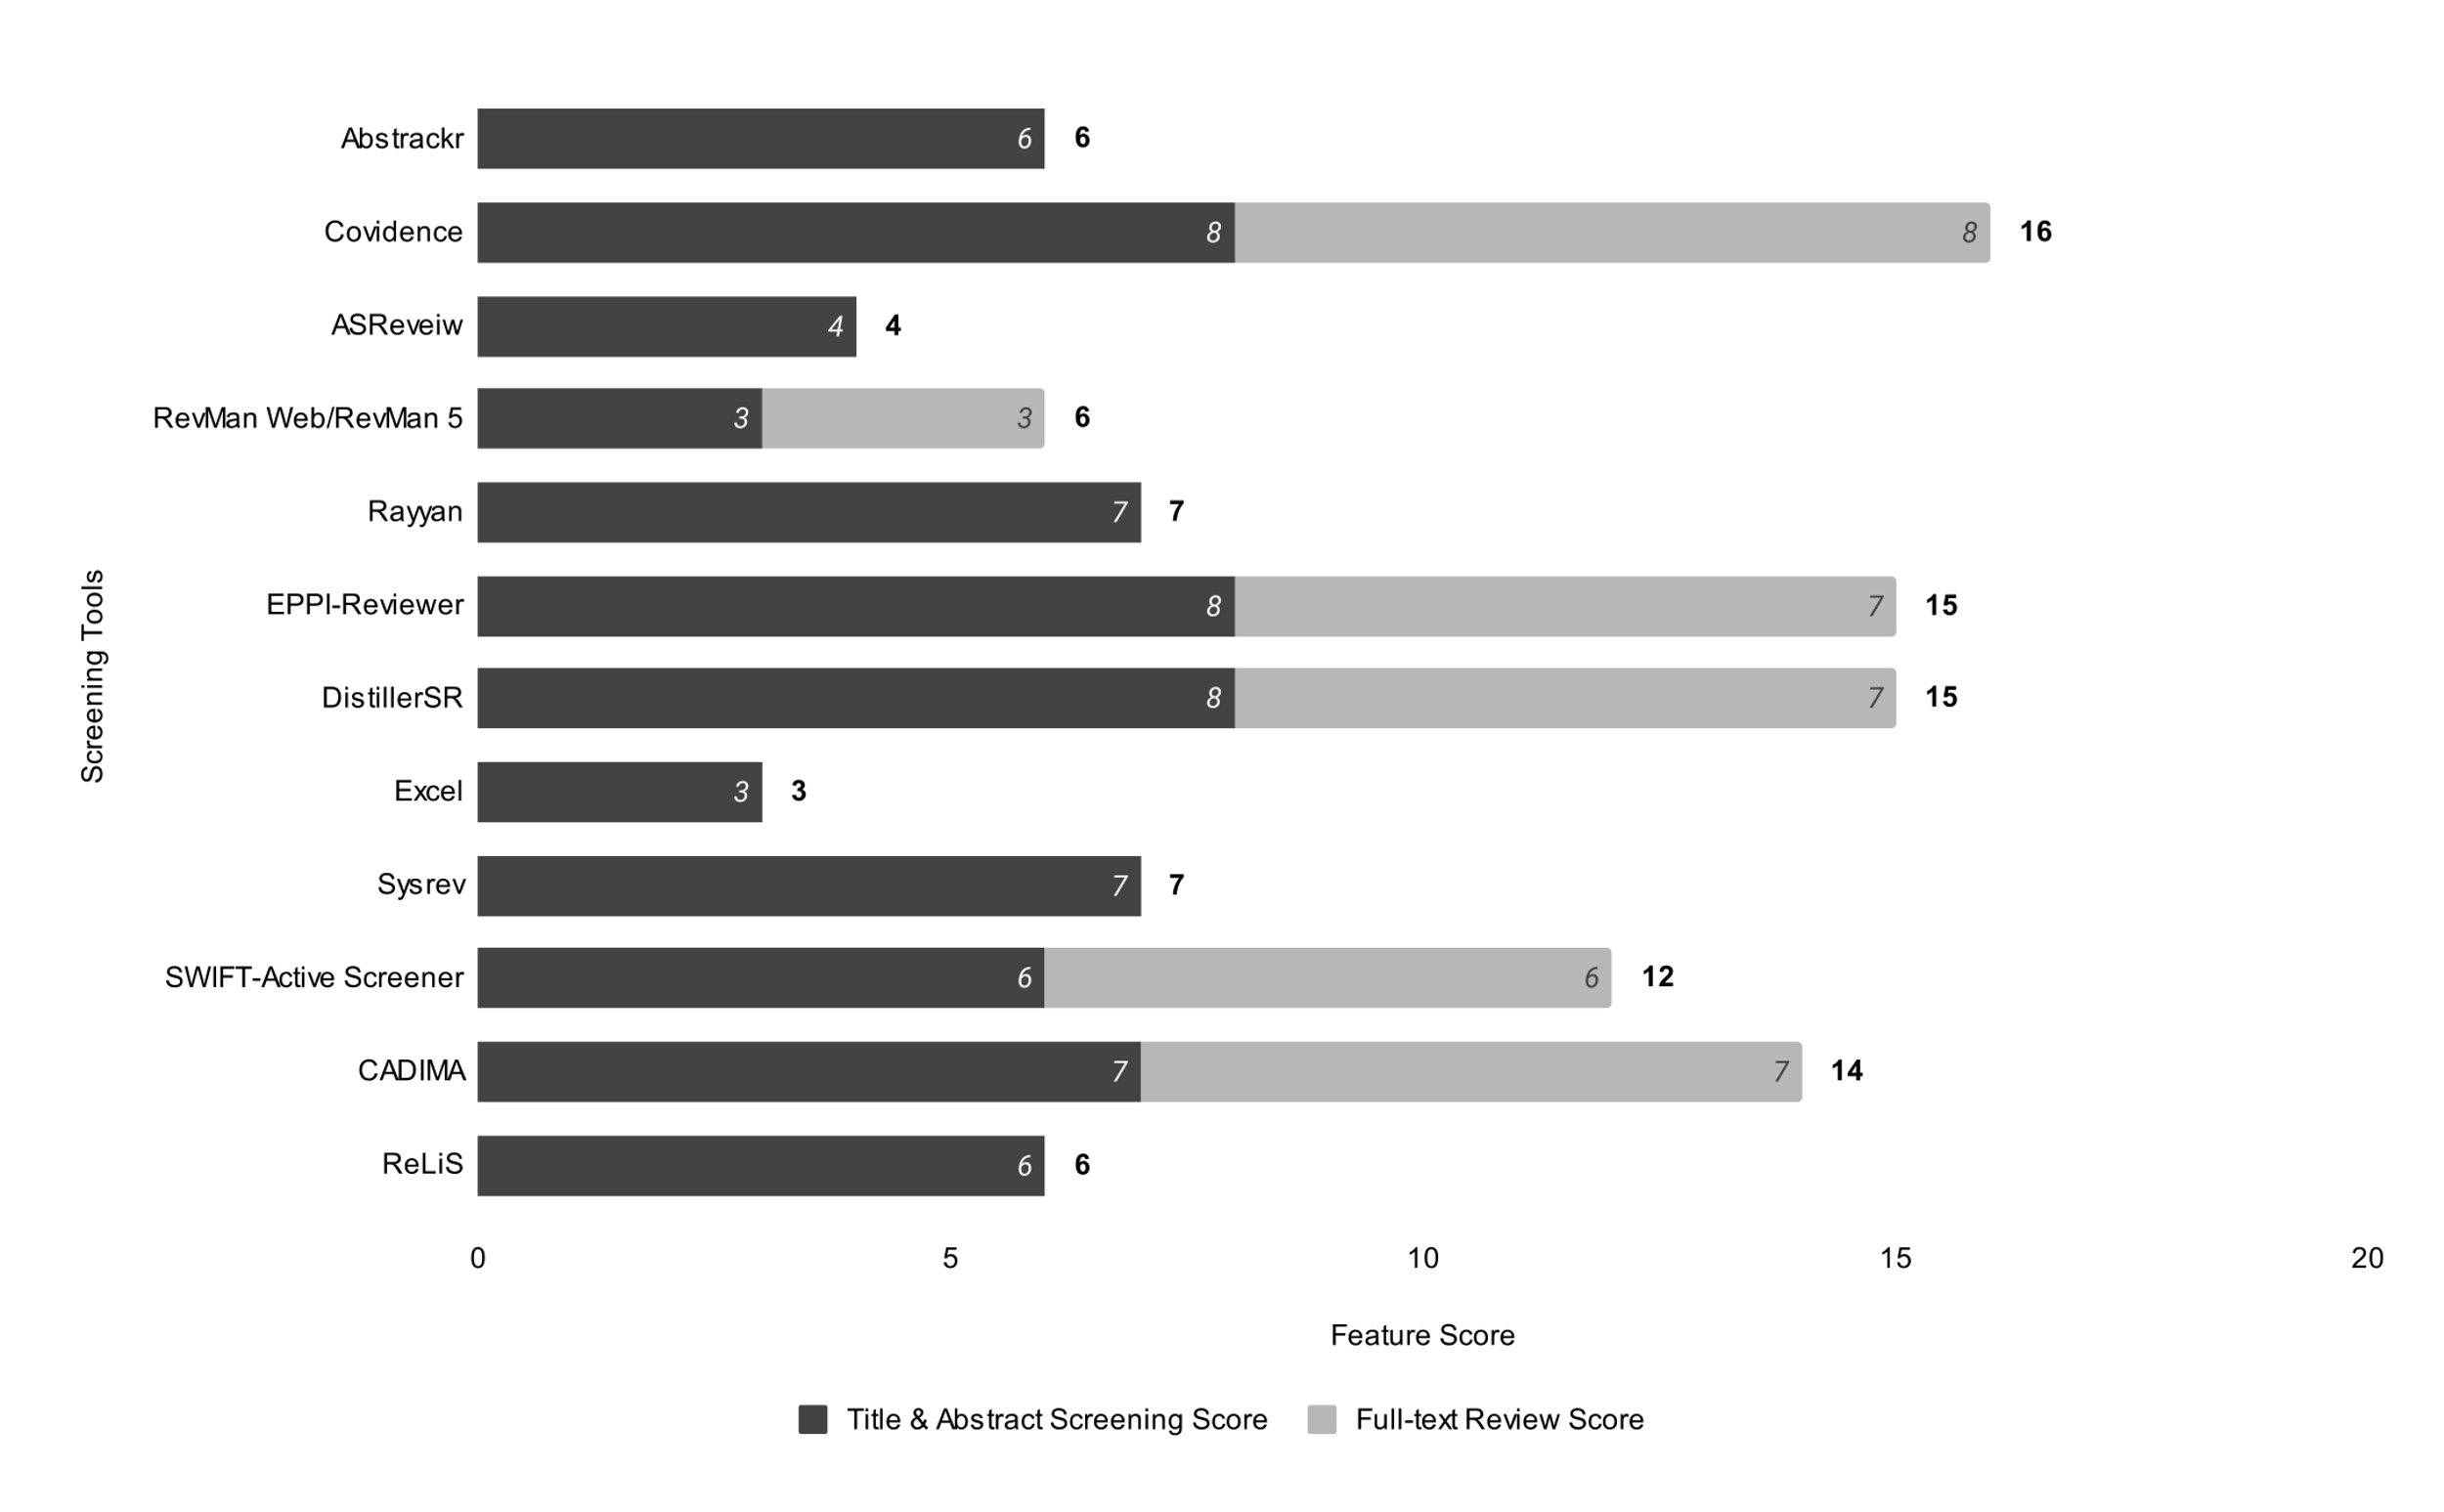 Abstrackr 6 6
Covidence 8 8 16
ASReveiw 4 4
RevMan Web/RevMan 5 3 3 6
Rayyan 7 7
EPPI-Reviewer 8 7 15
DistillerSR 8 7 15
Excel 3 3
Sysrev 7 7
SWIFT-Active Screener 6 6 12
CADIMA 7 7 14
ReLiS 6 6
Screening Tools
0 5 10 15 20
Feature Score
Title & Abstract Screening Score Full-text Review Score